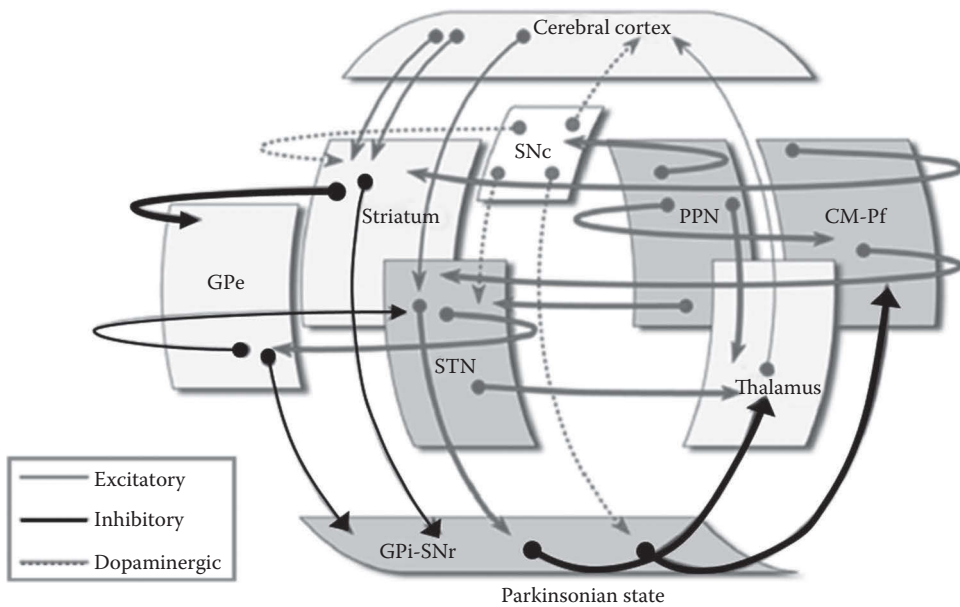 Cerebral cortex
SNc
Striatum
PPN
CM-Pf
GPe
STN
Thalamus
Excitatory
Inhibitory
Dopaminergic
GPi-SNr
Parkinsonian state